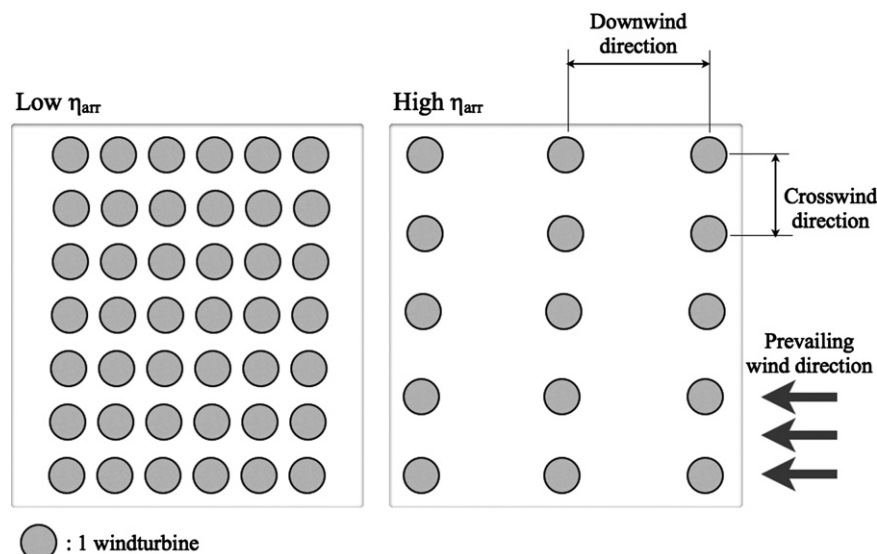 Downwind
direction
Low ηarr
High ηarr
Crosswind
direction
Prevailing
wind direction
: 1 windturbine